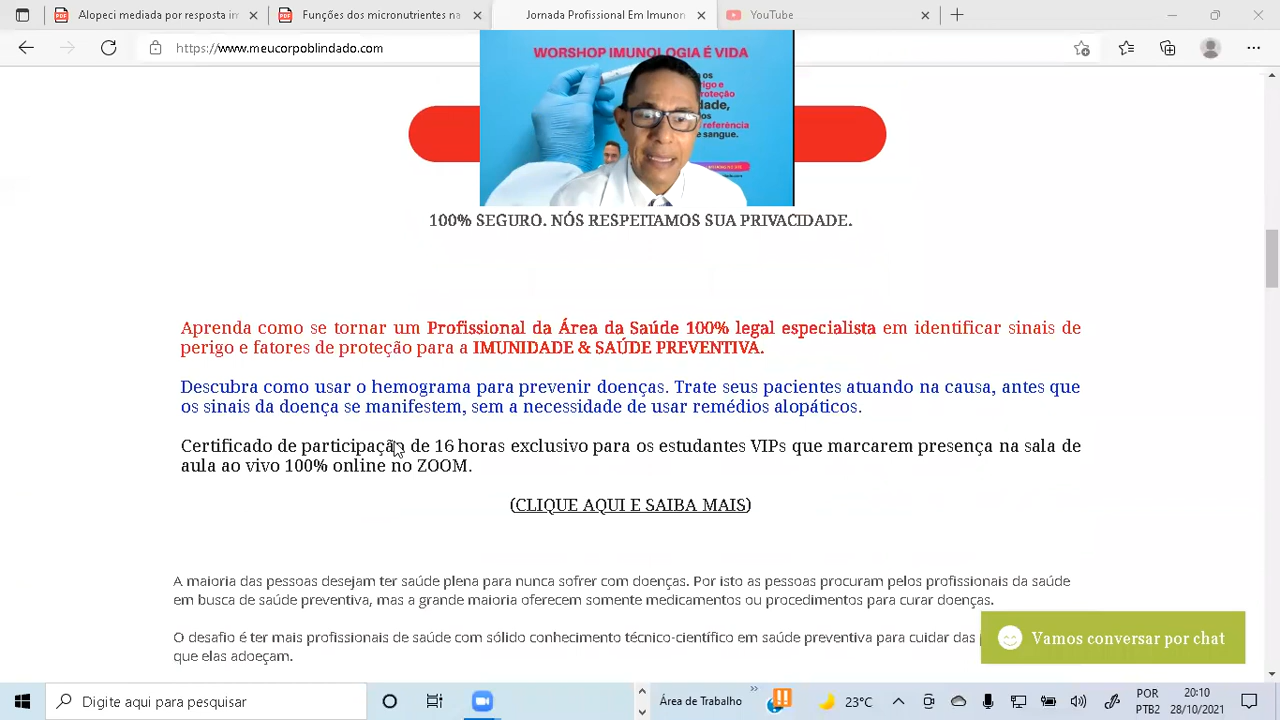 Alopecia medicamentosa
Funções dos micronutrientes na
Jornada Profissional Em Imunon
YouTube
https://www.meucorpoblindado.com
WORSHOP IMUNOLOGIA É VIDA
100% SEGURO. NÓS RESPEITAMOS SUA PRIVACIDADE.
Aprenda como se tornar um Profissional da Área da Saúde 100% legal especialista em identificar sinais de
perigo e fatores de proteção para a IMUNIDADE & SAÚDE PREVENTIVA.
Descubra como usar o hemograma para prevenir doenças. Trate seus pacientes atuando na causa, antes que
os sinais da doença se manifestem, sem a necessidade de usar remédios alopáticos.
Certificado de participação de 16 horas exclusivo para os estudantes VIPs que marcarem presença na sala de
aula ao vivo 100% online no ZOOM.
(CLIQUE AQUI E SAIBA MAIS)
A maioria das pessoas desejam ter saúde plena para nunca sofrer com doenças. Por isto as pessoas procuram pelos profissionais da saúde
em busca de saúde preventiva, mas a grande maioria oferecem somente medicamentos ou procedimentos para curar doenças.
O desafio é ter mais profissionais de saúde com sólido conhecimento técnico-científico em saúde preventiva para cuidar das
que elas adoeçam.
Vamos conversar por chat
Digite aqui para pesquisar
Área de Trabalho
23°C
POR
PTB2
20:10
28/10/2021